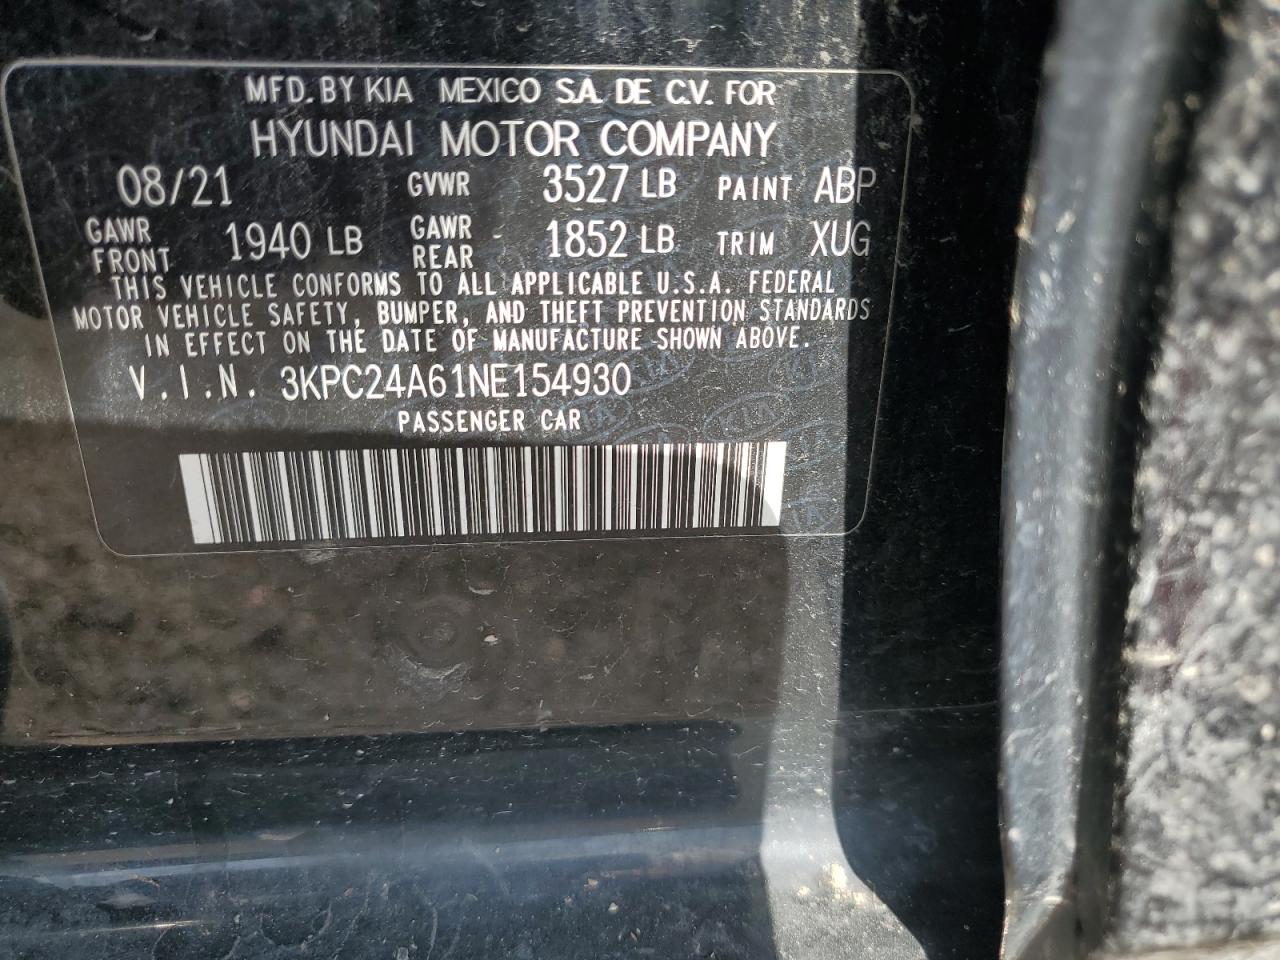 MFD. BY KIA MEXICO S.A. DE C.V. FOR
HYUNDAI MOTOR COMPANY
08/21 GVWR 3527 LB PAINT ABP
GAWR FRONT 1940 LB GAWR REAR 1852 LB TRIM XUG
THIS VEHICLE CONFORMS TO ALL APPLICABLE U.S.A. FEDERAL
MOTOR VEHICLE SAFETY, BUMPER, AND THEFT PREVENTION STANDARDS
IN EFFECT ON THE DATE OF MANUFACTURE SHOWN ABOVE.
V.I.N. 3KPC24A61NE154930
PASSENGER CAR